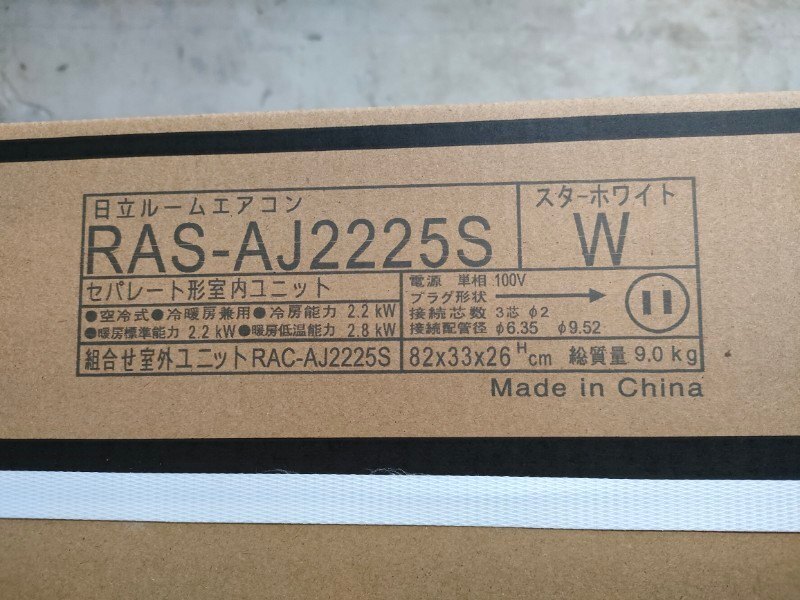 日立ルームエアコン
RAS-AJ2225S
スターホワイト
W
セパレート形室内ユニット
●空冷式●冷暖房兼用●冷房能力 2.2 kW
●暖房標準能力 2.2 kW●暖房低温能力 2.8 kW
電源 単相 100V
プラグ形状
接続芯数 3芯 φ2
接続配管径 φ6.35 φ9.52
組合せ室外ユニット RAC-AJ2225S
82x33x26ᴴcm 総質量 9.0 kg
Made in China